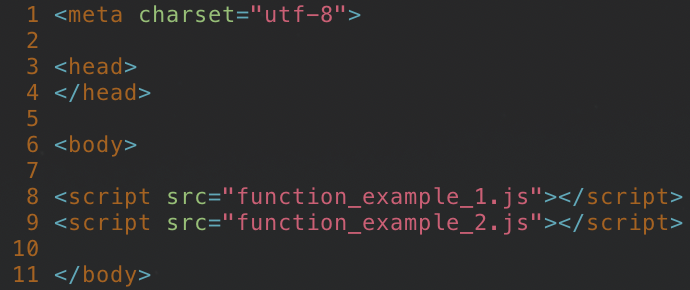 1 <meta charset="utf-8">
2
3 <head>
4 </head>
5
6 <body>
7
8 <script src="function_example_1.js"></script>
9 <script src="function_example_2.js"></script>
10
11 </body>